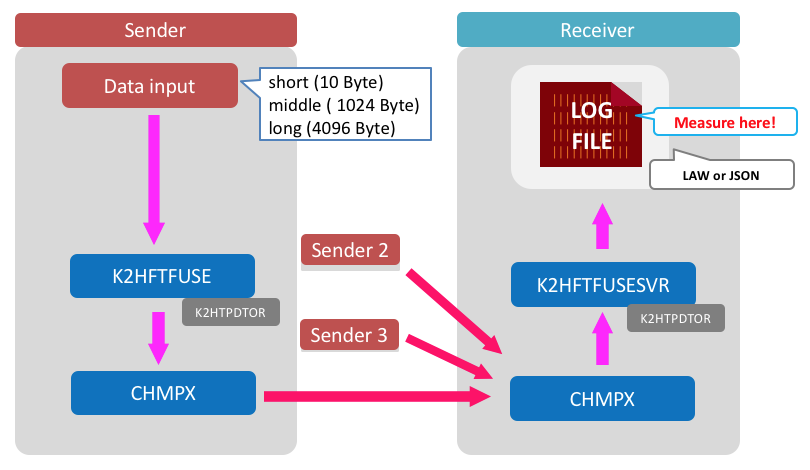 Sender
Receiver
Data input
short (10 Byte)
middle ( 1024 Byte)
long (4096 Byte)
LOG
FILE
Measure here!
LAW or JSON
Sender 2
K2HFTFUSE
K2HTPDTOR
K2HFTFUSESVR
K2HTPDTOR
Sender 3
CHMPX
CHMPX